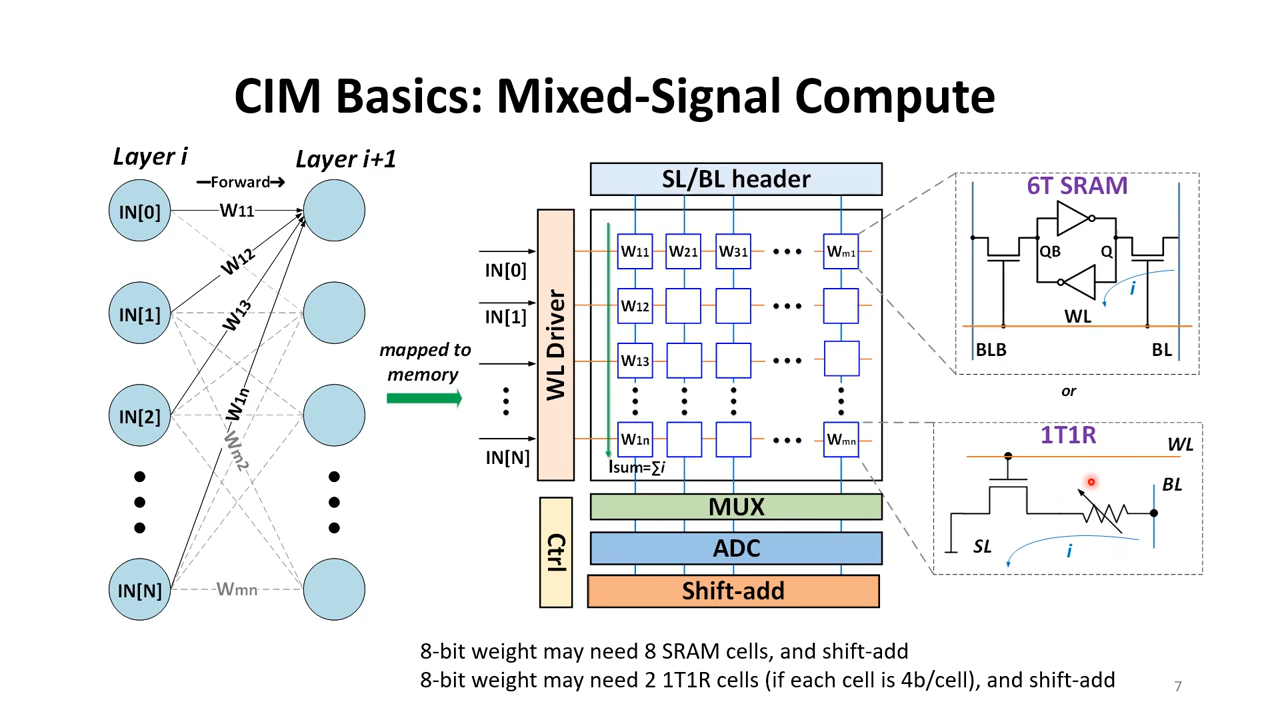 CIM Basics: Mixed-Signal Compute
Layer i
Layer i+1
Forward
IN[0]
IN[1]
IN[2]
IN[N]
W11
W12
W13
W1n
Wm2
Wmn
mapped to
memory
IN[0]
IN[1]
IN[N]
WL Driver
Ctrl
SL/BL header
W11 W21 W31 ••• Wm1
W12 •••
W13 •••
W1n ••• Wmn
Isum=∑i
MUX
ADC
Shift-add
6T SRAM
QB
Q
i
WL
BLB
BL
or
1T1R
WL
BL
SL
i
8-bit weight may need 8 SRAM cells, and shift-add
8-bit weight may need 2 1T1R cells (if each cell is 4b/cell), and shift-add
7